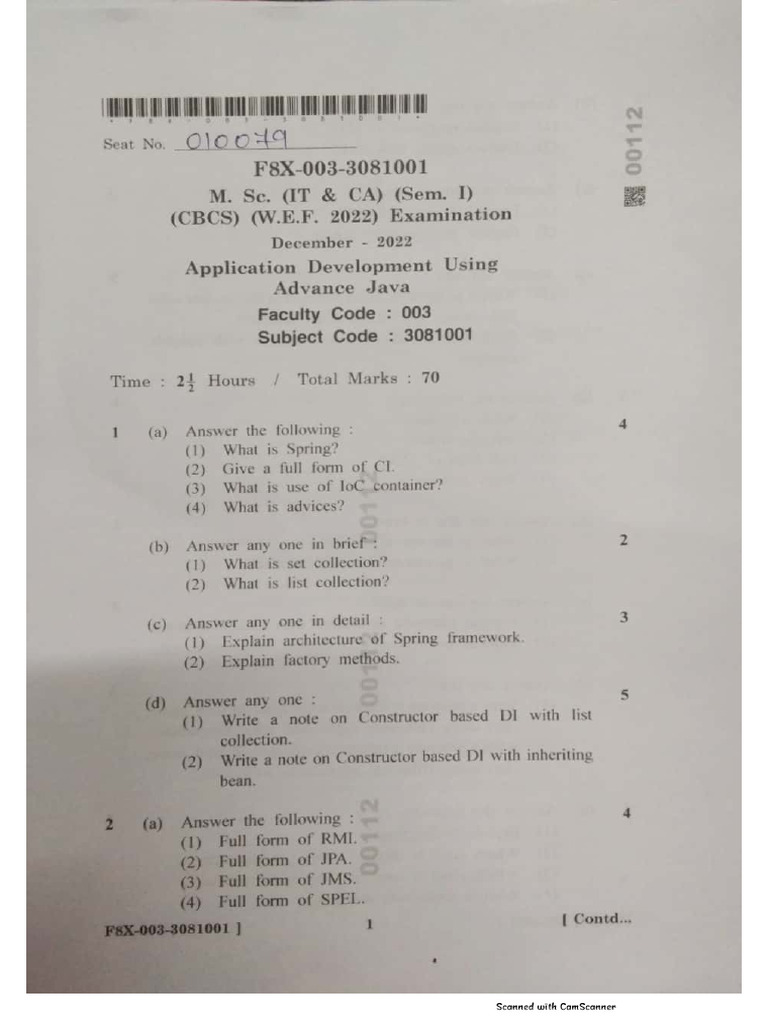 Seat No. 010079
00112
F8X-003-3081001
M. Sc. (IT & CA) (Sem. I)
(CBCS) (W.E.F. 2022) Examination
December - 2022
Application Development Using
Advance Java
Faculty Code : 003
Subject Code : 3081001
Time : 2½ Hours / Total Marks : 70
1 (a) Answer the following : 4
(1) What is Spring?
(2) Give a full form of CI.
(3) What is use of IoC container?
(4) What is advices?
00112
(b) Answer any one in brief : 2
(1) What is set collection?
(2) What is list collection?
(c) Answer any one in detail : 3
(1) Explain architecture of Spring framework.
(2) Explain factory methods.
00112
(d) Answer any one : 5
(1) Write a note on Constructor based DI with list
collection.
(2) Write a note on Constructor based DI with inheriting
bean.
2 (a) Answer the following : 4
(1) Full form of RMI.
(2) Full form of JPA.
(3) Full form of JMS.
(4) Full form of SPEL.
00112
F8X-003-3081001 ] 1 [ Contd...
Scanned with CamScanner